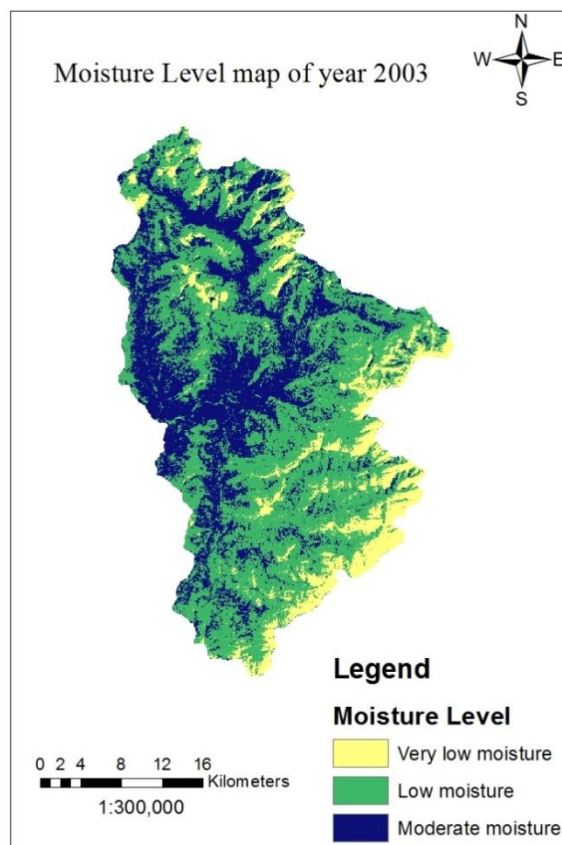 N
W E
S
Moisture Level map of year 2003
Legend
Moisture Level
Very low moisture
Low moisture
Moderate moisture
0 2 4 8 12 16
Kilometers
1:300,000